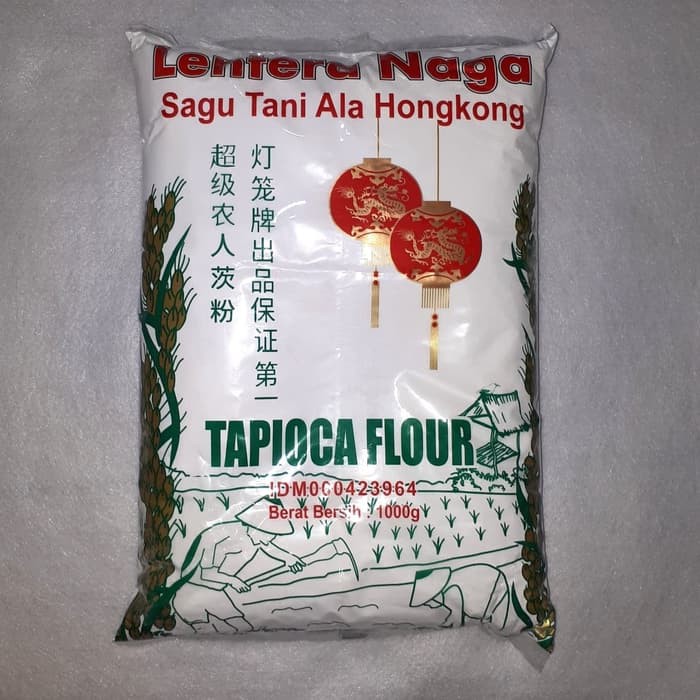 Lentera Naga
Sagu Tani Ala Hongkong
灯笼牌出品保证第一
超级农人茨粉
TAPIOCA FLOUR
IDM000423964
Berat Bersih : 1000g